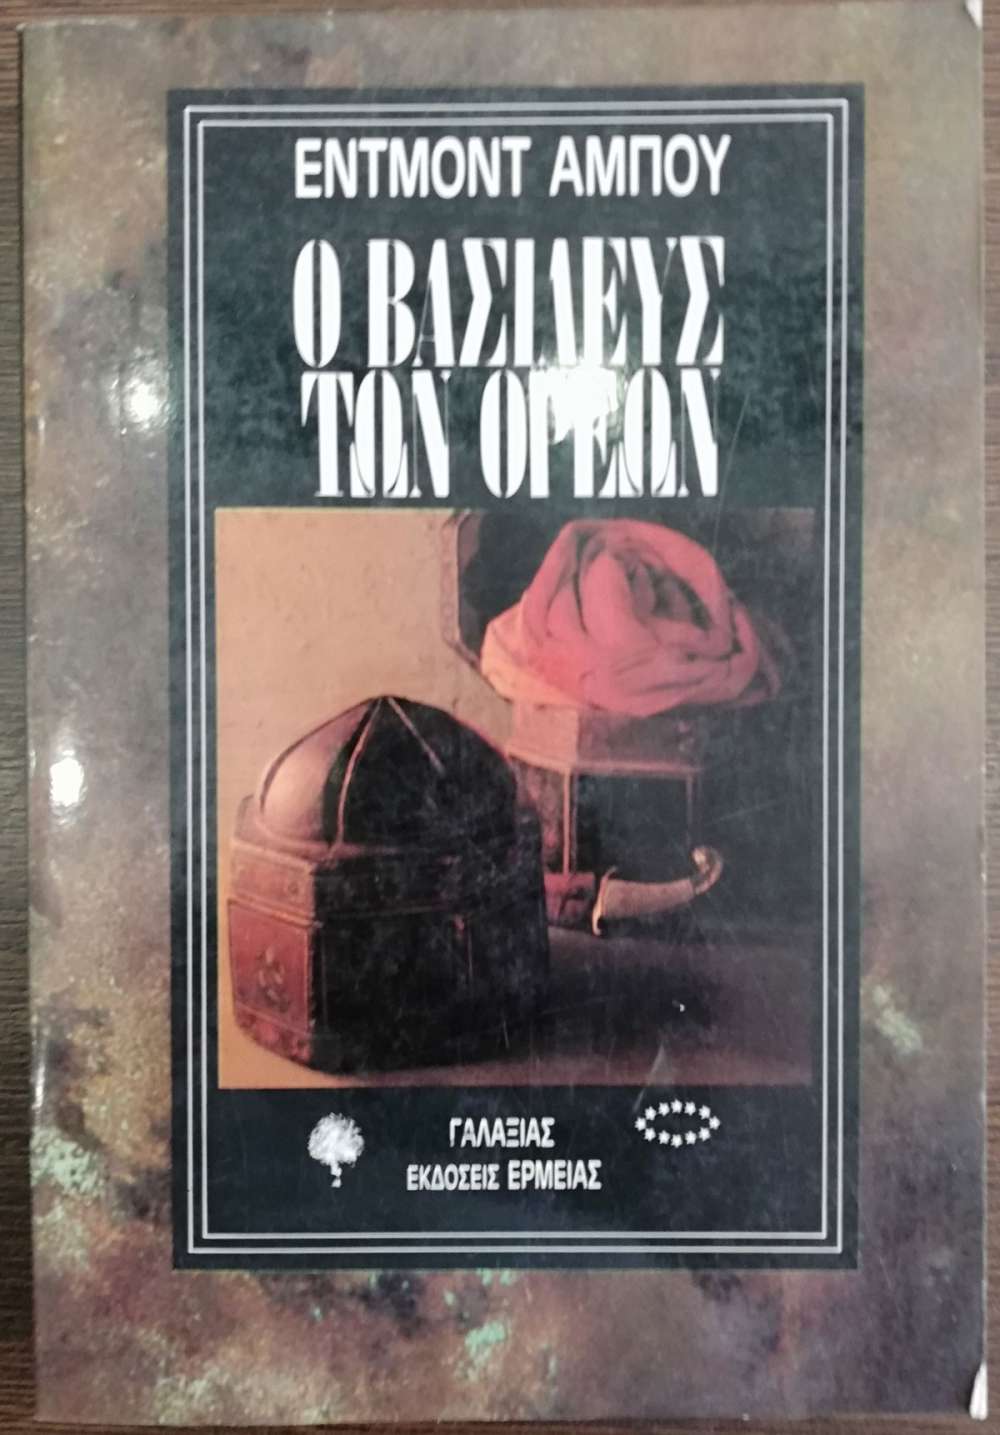 ΕΝΤΜΟΝΤ ΑΜΠΟΥ
Ο ΒΑΣΙΛΕΥΣ
ΤΩΝ ΟΡΕΩΝ
ΓΑΛΑΞΙΑΣ
ΕΚΔΟΣΕΙΣ ΕΡΜΕΙΑΣ